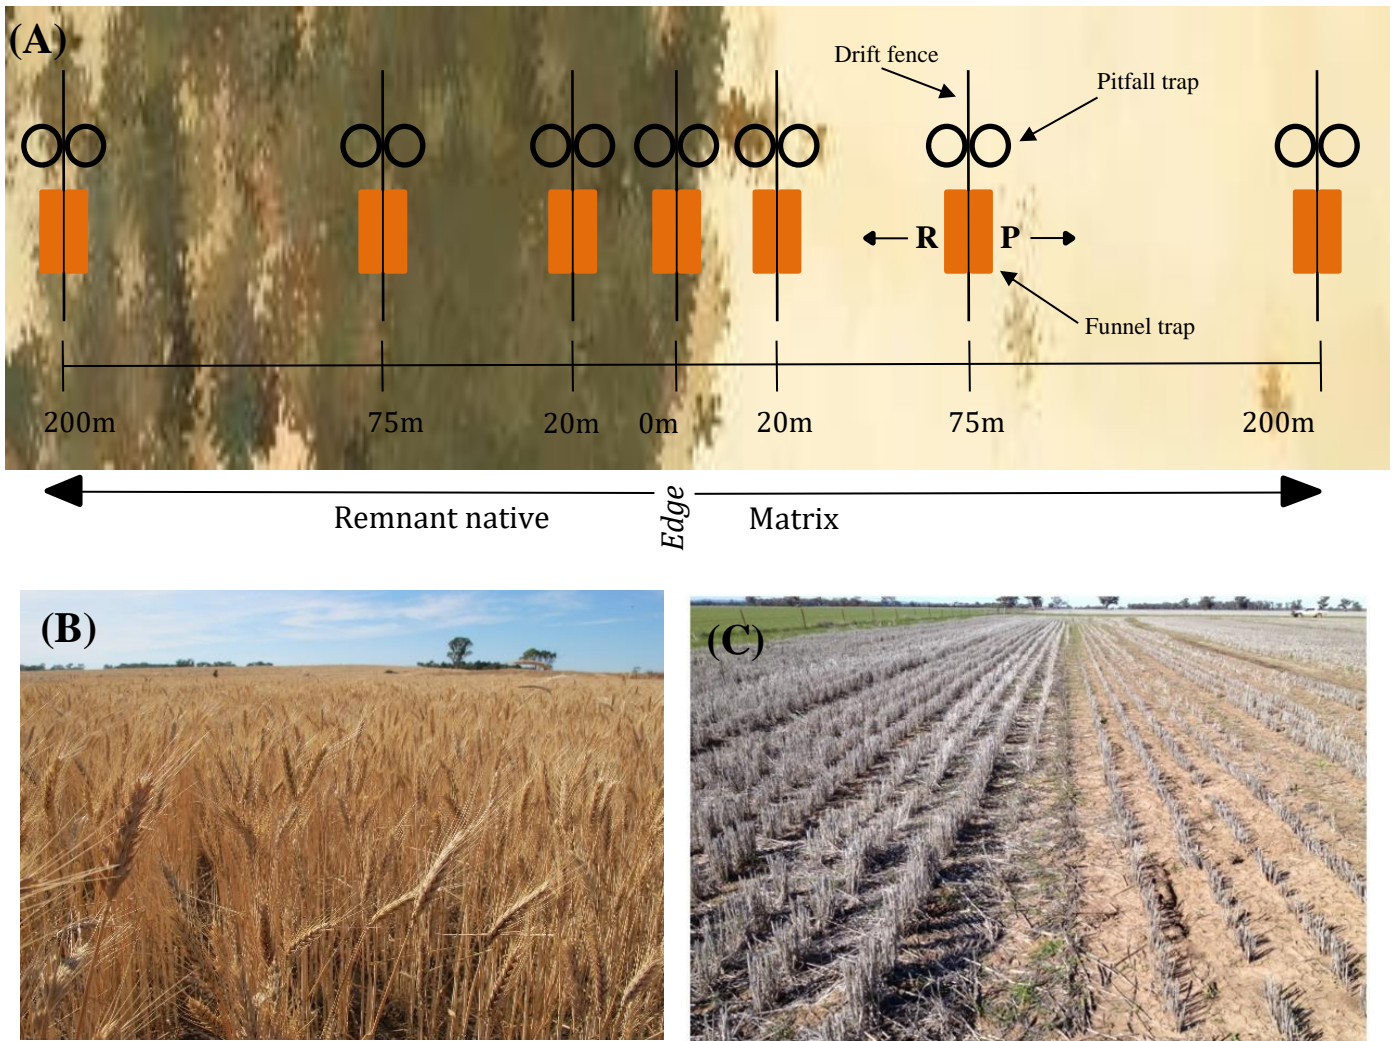 (A)
Drift fence
Pitfall trap
R
P
Funnel trap
200m
75m
20m
0m
20m
75m
200m
Remnant native
Edge
Matrix
(B)
(C)